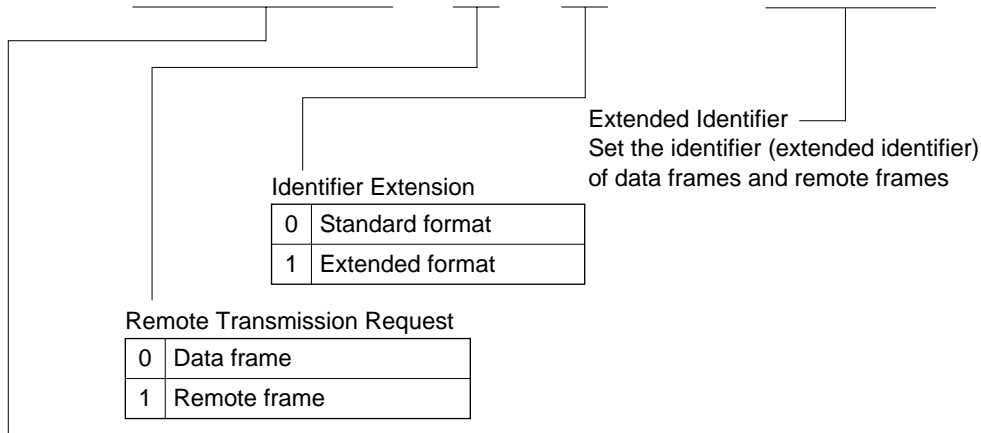 Extended Identifier
Set the identifier (extended identifier)
of data frames and remote frames
Identifier Extension
0 Standard format
1 Extended format
Remote Transmission Request
0 Data frame
1 Remote frame